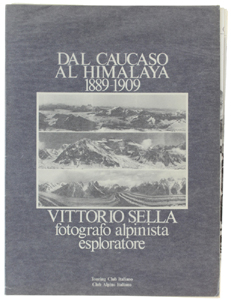 DAL CAUCASO
AL HIMALAYA
1889-1909
VITTORIO SELLA
fotografo alpinista
esploratore
Touring Club Italiano
Club Alpino Italiano